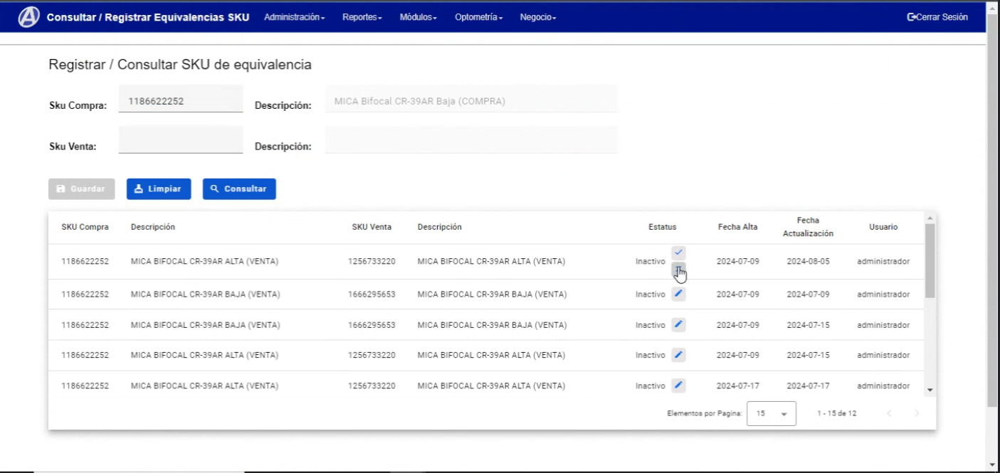 Consultar / Registrar Equivalencias SKU Administración Reportes Módulos Optometría Negocio Cerrar Sesión
Registrar / Consultar SKU de equivalencia
Sku Compra: 1186622252 Descripción: MICA Bifocal CR-39AR Baja (COMPRA)
Sku Venta: Descripción:
Guardar Limpiar Consultar
SKU Compra Descripción SKU Venta Descripción Estatus Fecha Alta Fecha Actualización Usuario
1186622252 MICA BIFOCAL CR-39AR ALTA (VENTA) 1256733220 MICA BIFOCAL CR-39AR ALTA (VENTA) Inactivo 2024-07-09 2024-08-05 administrador
1186622252 MICA BIFOCAL CR-39AR BAJA (VENTA) 1666295653 MICA BIFOCAL CR-39AR BAJA (VENTA) Inactivo 2024-07-09 2024-07-09 administrador
1186622252 MICA BIFOCAL CR-39AR BAJA (VENTA) 1666295653 MICA BIFOCAL CR-39AR BAJA (VENTA) Inactivo 2024-07-09 2024-07-15 administrador
1186622252 MICA BIFOCAL CR-39AR ALTA (VENTA) 1256733220 MICA BIFOCAL CR-39AR ALTA (VENTA) Inactivo 2024-07-09 2024-07-15 administrador
1186622252 MICA BIFOCAL CR-39AR ALTA (VENTA) 1256733220 MICA BIFOCAL CR-39AR ALTA (VENTA) Inactivo 2024-07-17 2024-07-17 administrador
Elementos por Pagina: 15 1 - 15 de 12